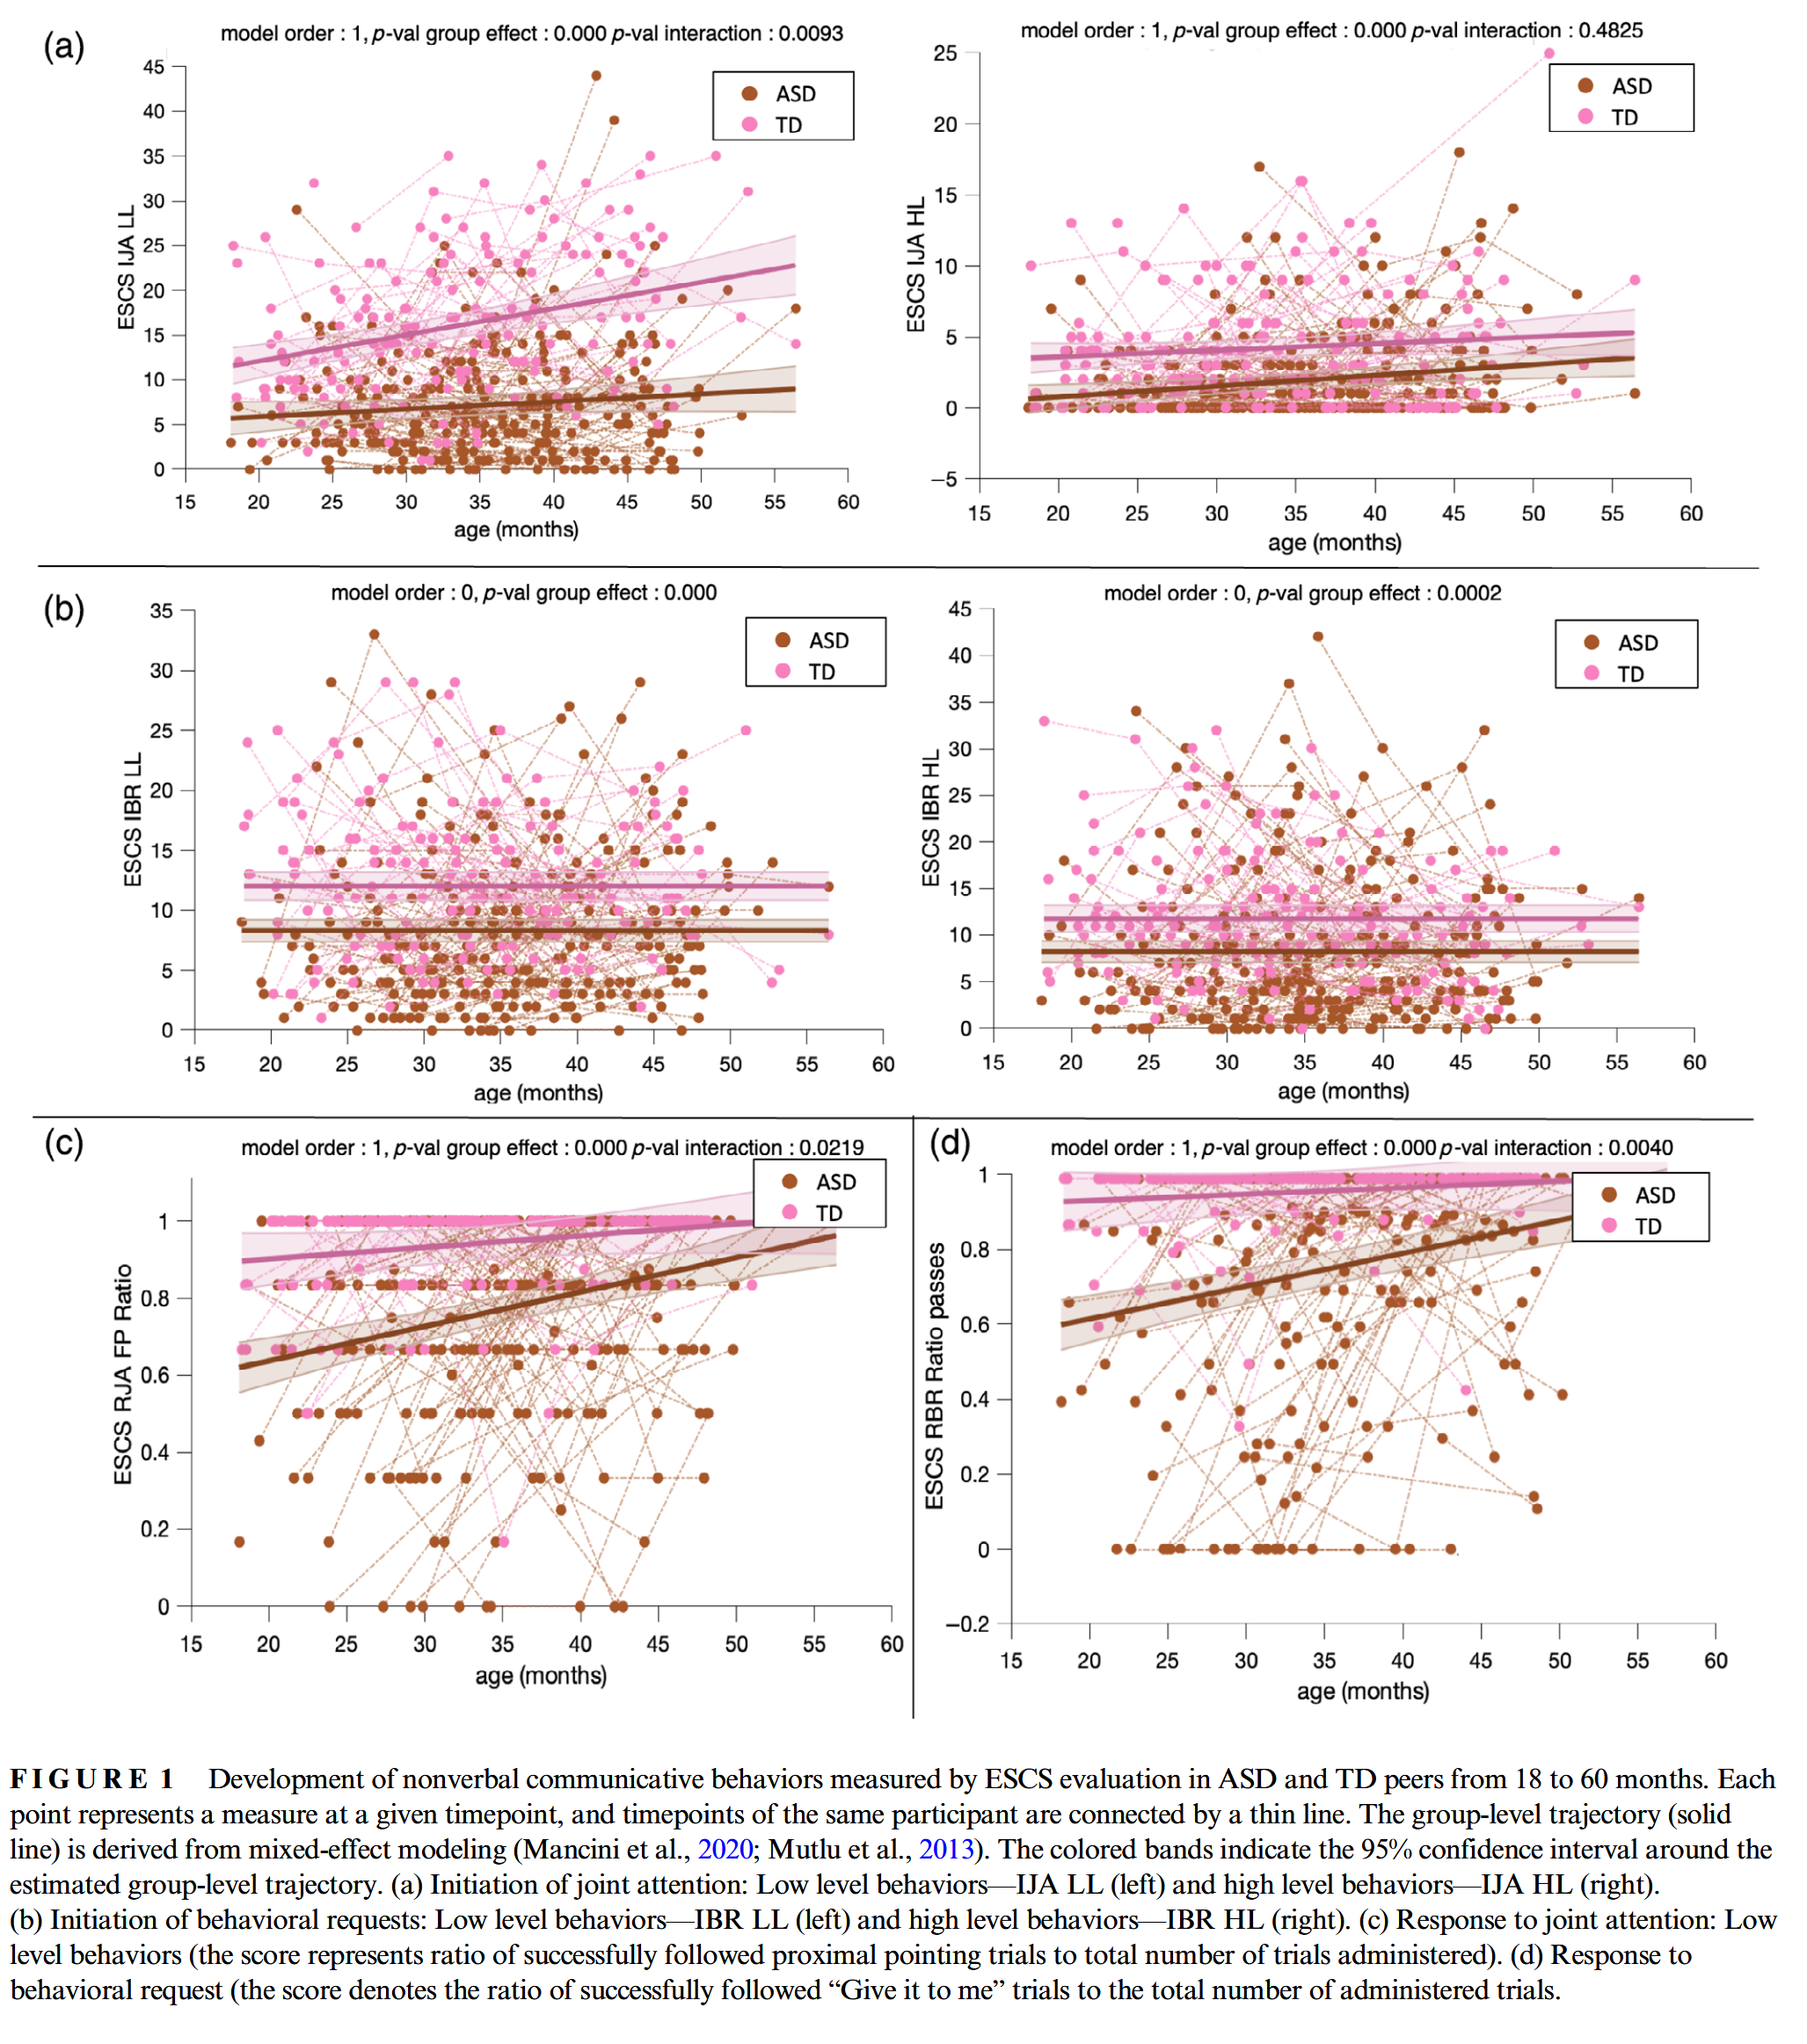 (a)
model order : 1, p-val group effect : 0.000 p-val interaction : 0.0093
45
40
35
30
25
20
15
10
5
0
ESCS IJA LL
ASD
TD
15 20 25 30 35 40 45 50 55 60
age (months)
model order : 1, p-val group effect : 0.000 p-val interaction : 0.4825
25
20
15
10
5
0
−5
ESCS IJA HL
ASD
TD
15 20 25 30 35 40 45 50 55 60
age (months)
(b)
model order : 0, p-val group effect : 0.000
35
30
25
20
15
10
5
0
ESCS IBR LL
ASD
TD
15 20 25 30 35 40 45 50 55 60
age (months)
model order : 0, p-val group effect : 0.0002
45
40
35
30
25
20
15
10
5
0
ESCS IBR HL
ASD
TD
15 20 25 30 35 40 45 50 55 60
age (months)
(c)
model order : 1, p-val group effect : 0.000 p-val interaction : 0.0219
1
0.8
0.6
0.4
0.2
0
ESCS RJA FP Ratio
ASD
TD
15 20 25 30 35 40 45 50 55 60
age (months)
(d)
model order : 1, p-val group effect : 0.000 p-val interaction : 0.0040
1
0.8
0.6
0.4
0.2
0
−0.2
ESCS RBR Ratio passes
ASD
TD
15 20 25 30 35 40 45 50 55 60
age (months)
FIGURE 1 Development of nonverbal communicative behaviors measured by ESCS evaluation in ASD and TD peers from 18 to 60 months. Each
point represents a measure at a given timepoint, and timepoints of the same participant are connected by a thin line. The group-level trajectory (solid
line) is derived from mixed-effect modeling (Mancini et al., 2020; Mutlu et al., 2013). The colored bands indicate the 95% confidence interval around the
estimated group-level trajectory. (a) Initiation of joint attention: Low level behaviors—IJA LL (left) and high level behaviors—IJA HL (right).
(b) Initiation of behavioral requests: Low level behaviors—IBR LL (left) and high level behaviors—IBR HL (right). (c) Response to joint attention: Low
level behaviors (the score represents ratio of successfully followed proximal pointing trials to total number of trials administered). (d) Response to
behavioral request (the score denotes the ratio of successfully followed “Give it to me” trials to the total number of administered trials.